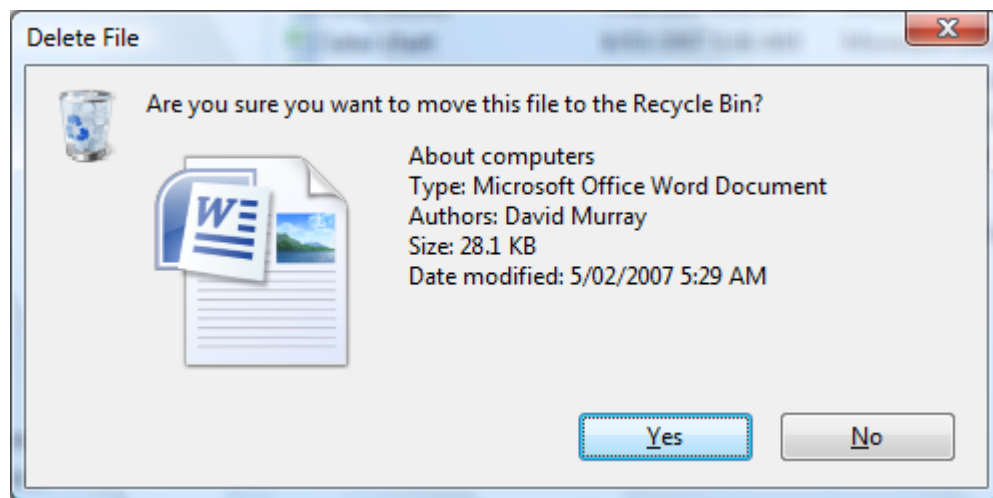 Delete File
Are you sure you want to move this file to the Recycle Bin?
About computers
Type: Microsoft Office Word Document
Authors: David Murray
Size: 28.1 KB
Date modified: 5/02/2007 5:29 AM
W
Yes
No